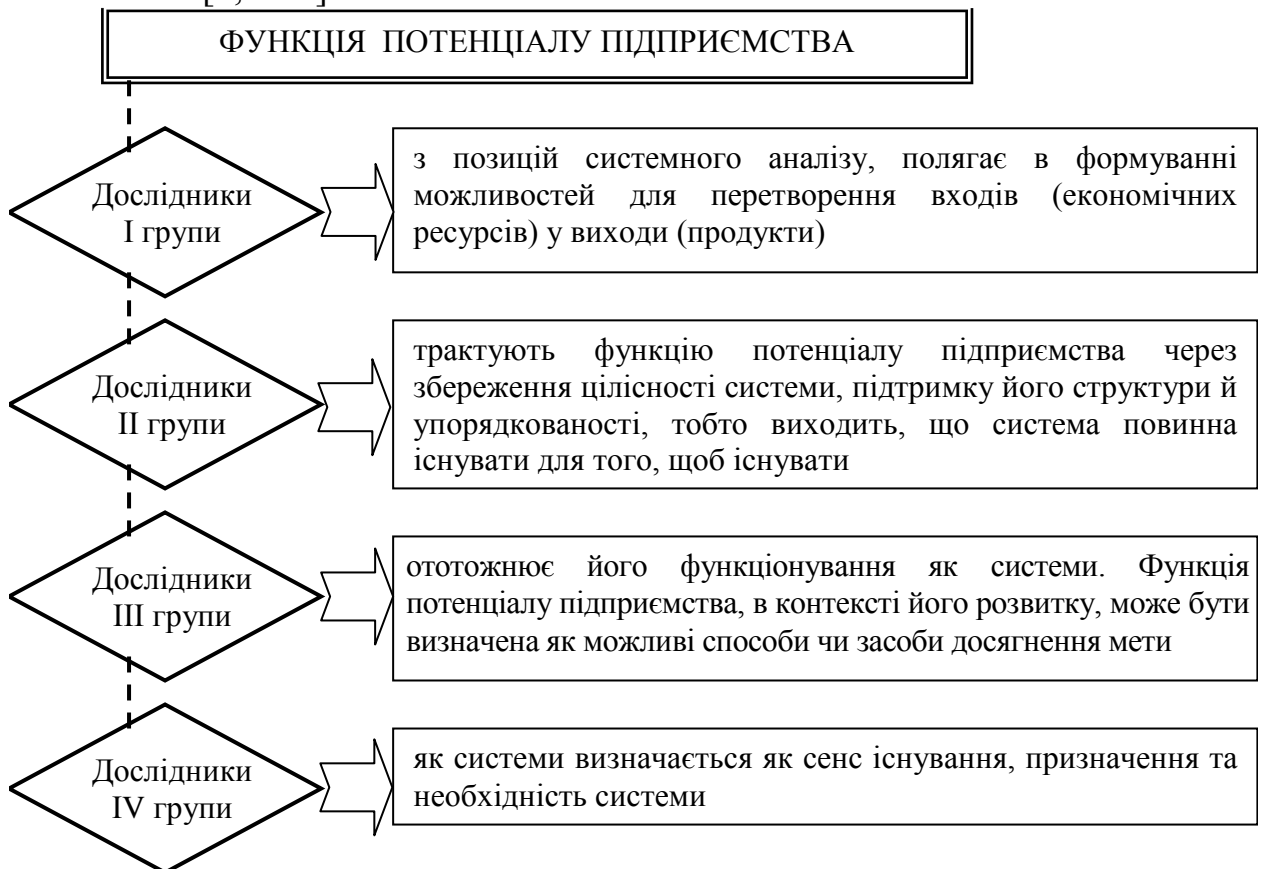 ФУНКЦІЯ ПОТЕНЦІАЛУ ПІДПРИЄМСТВА
Дослідники
І групи
з позицій системного аналізу, полягає в формуванні
можливостей для перетворення входів (економічних
ресурсів) у виходи (продукти)
Дослідники
ІІ групи
трактують функцію потенціалу підприємства через
збереження цілісності системи, підтримку його структури й
упорядкованості, тобто виходить, що система повинна
існувати для того, щоб існувати
Дослідники
ІІІ групи
ототожнює його функціонування як системи. Функція
потенціалу підприємства, в контексті його розвитку, може бути
визначена як можливі способи чи засоби досягнення мети
Дослідники
IV групи
як системи визначається як сенс існування, призначення та
необхідність системи